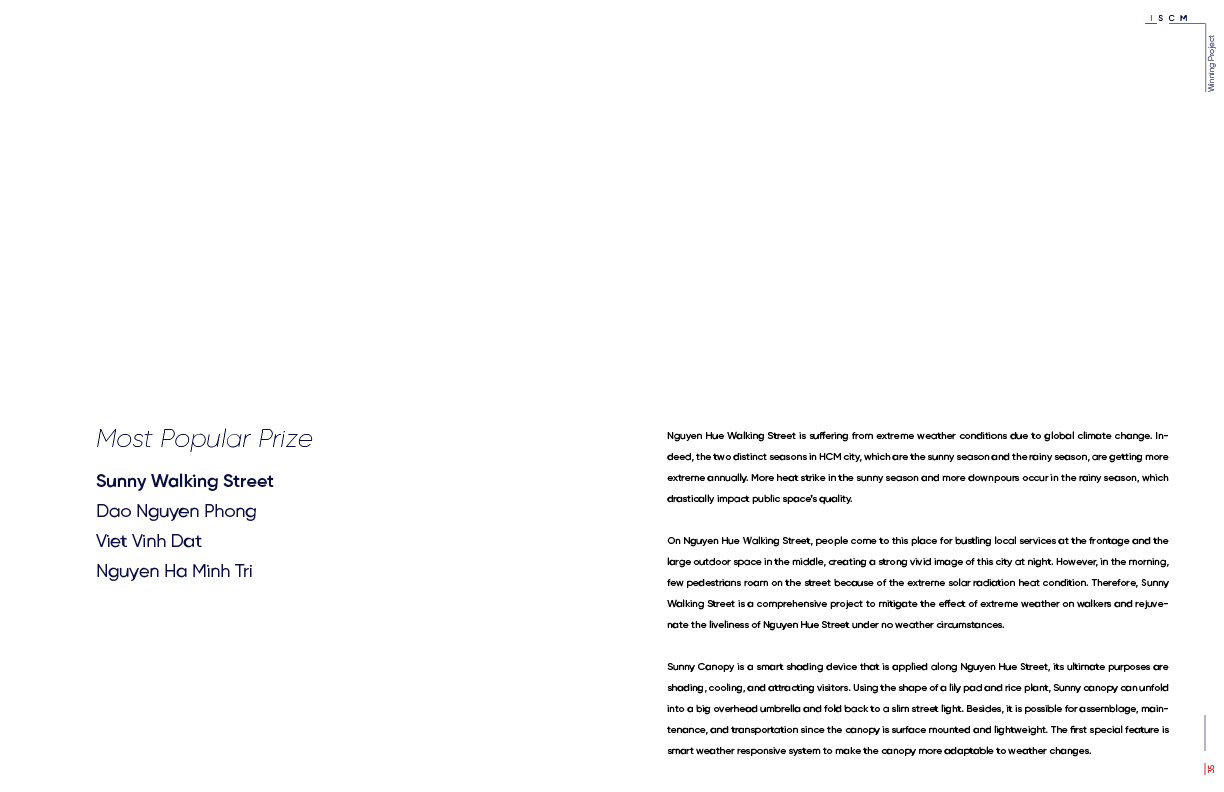 I S C M
Winning Project
Most Popular Prize
Sunny Walking Street
Dao Nguyen Phong
Viet Vinh Dat
Nguyen Ha Minh Tri
Nguyen Hue Walking Street is suffering from extreme weather conditions due to global climate change. In-
deed, the two distinct seasons in HCM city, which are the sunny season and the rainy season, are getting more
extreme annually. More heat strike in the sunny season and more downpours occur in the rainy season, which
drastically impact public space's quality.
On Nguyen Hue Walking Street, people come to this place for bustling local services at the frontage and the
large outdoor space in the middle, creating a strong vivid image of this city at night. However, in the morning,
few pedestrians roam on the street because of the extreme solar radiation heat condition. Therefore, Sunny
Walking Street is a comprehensive project to mitigate the effect of extreme weather on walkers and rejuve-
nate the liveliness of Nguyen Hue Street under no weather circumstances.
Sunny Canopy is a smart shading device that is applied along Nguyen Hue Street, its ultimate purposes are
shading, cooling, and attracting visitors. Using the shape of a lily pad and rice plant, Sunny canopy can unfold
into a big overhead umbrella and fold back to a slim street light. Besides, it is possible for assemblage, main-
tenance, and transportation since the canopy is surface mounted and lightweight. The first special feature is
smart weather responsive system to make the canopy more adaptable to weather changes.
35